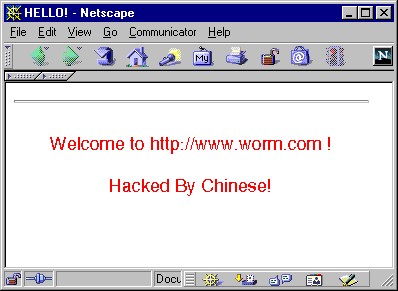 HELLO! - Netscape
File Edit View Go Communicator Help
My
N
Welcome to http://www.worm.com !
Hacked By Chinese!
Docu